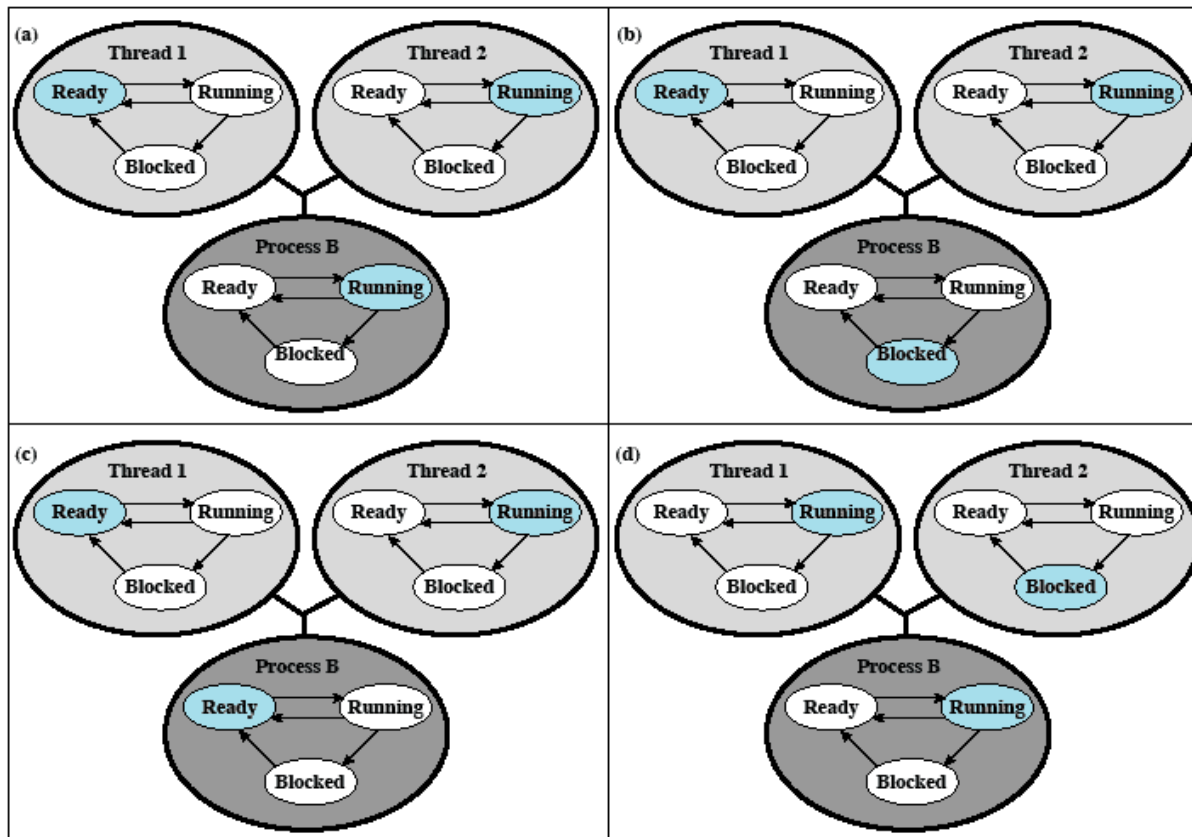 (a)
Thread 1
Ready Running
Blocked
Thread 2
Ready Running
Blocked
Process B
Ready Running
Blocked
(b)
Thread 1
Ready Running
Blocked
Thread 2
Ready Running
Blocked
Process B
Ready Running
Blocked
(c)
Thread 1
Ready Running
Blocked
Thread 2
Ready Running
Blocked
Process B
Ready Running
Blocked
(d)
Thread 1
Ready Running
Blocked
Thread 2
Ready Running
Blocked
Process B
Ready Running
Blocked